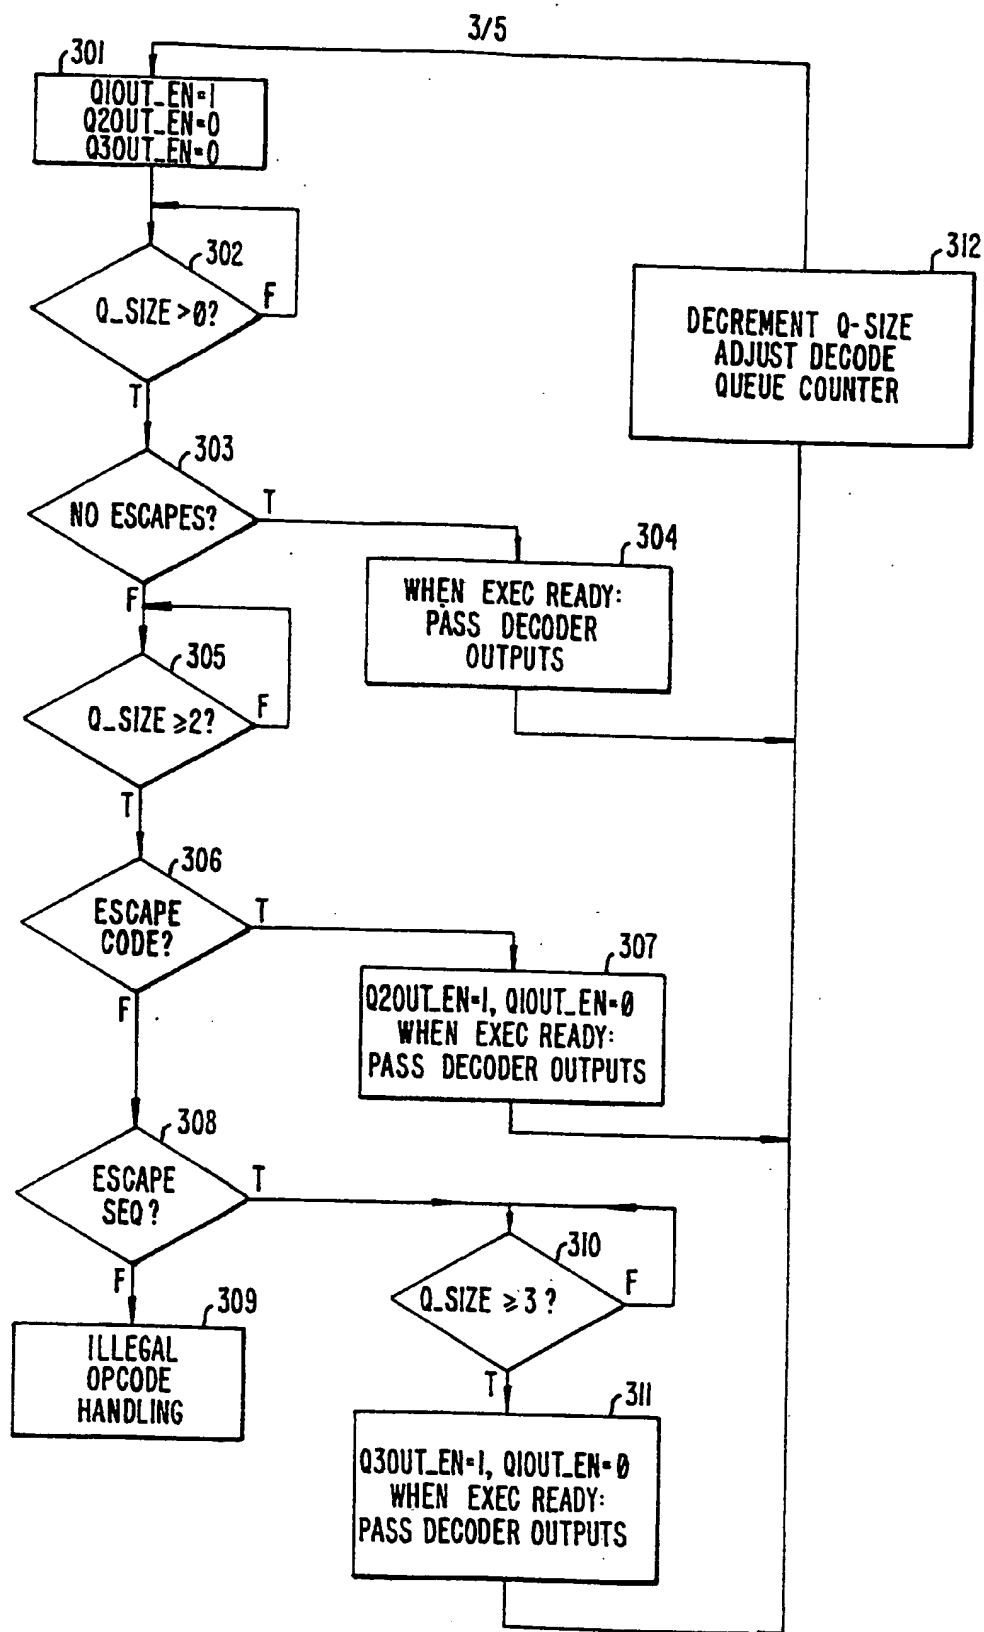 3/5
301
Q1OUT_EN=1
Q2OUT_EN=0
Q3OUT_EN=0
302
Q_SIZE >0?
F
T
312
DECREMENT Q-SIZE
ADJUST DECODE
QUEUE COUNTER
303
NO ESCAPES?
T
F
304
WHEN EXEC READY:
PASS DECODER
OUTPUTS
305
Q_SIZE ≥2?
F
T
306
ESCAPE
CODE?
T
F
307
Q2OUT_EN=1, Q1OUT_EN=0
WHEN EXEC READY:
PASS DECODER OUTPUTS
308
ESCAPE
SEQ?
T
F
309
ILLEGAL
OPCODE
HANDLING
310
Q_SIZE ≥3?
F
T
311
Q3OUT_EN=1, Q1OUT_EN=0
WHEN EXEC READY:
PASS DECODER OUTPUTS